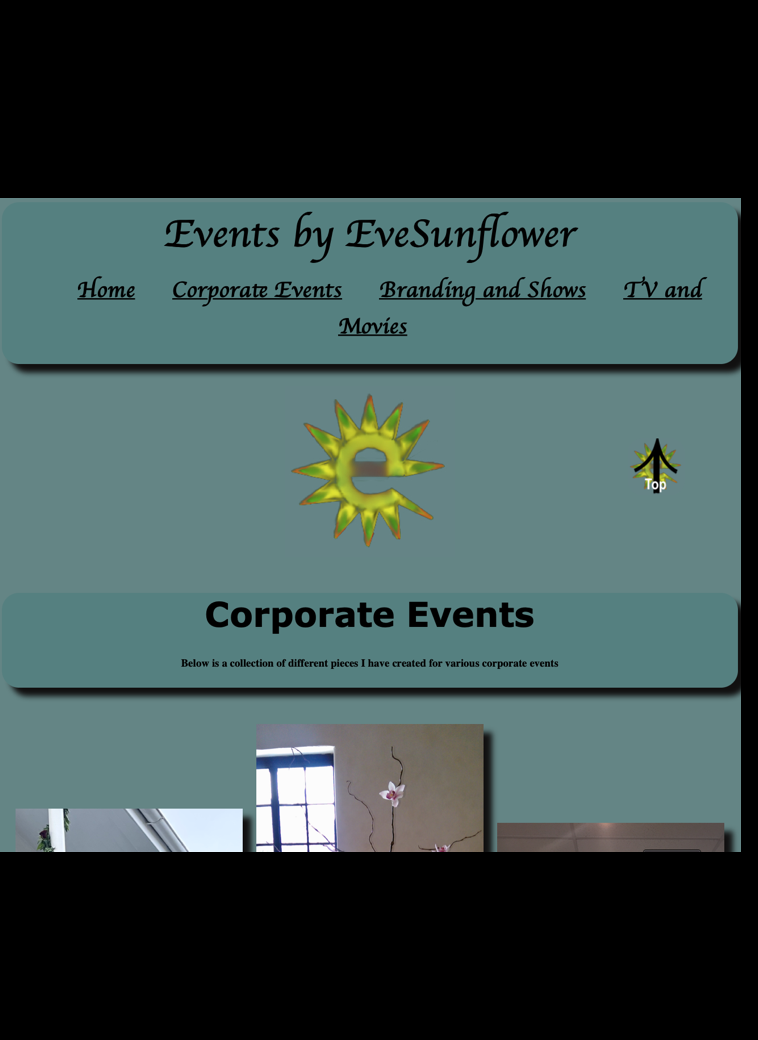 Events by EveSunflower
Home Corporate Events Branding and Shows TV and
Movies
e
Top
Corporate Events
Below is a collection of different pieces I have created for various corporate events